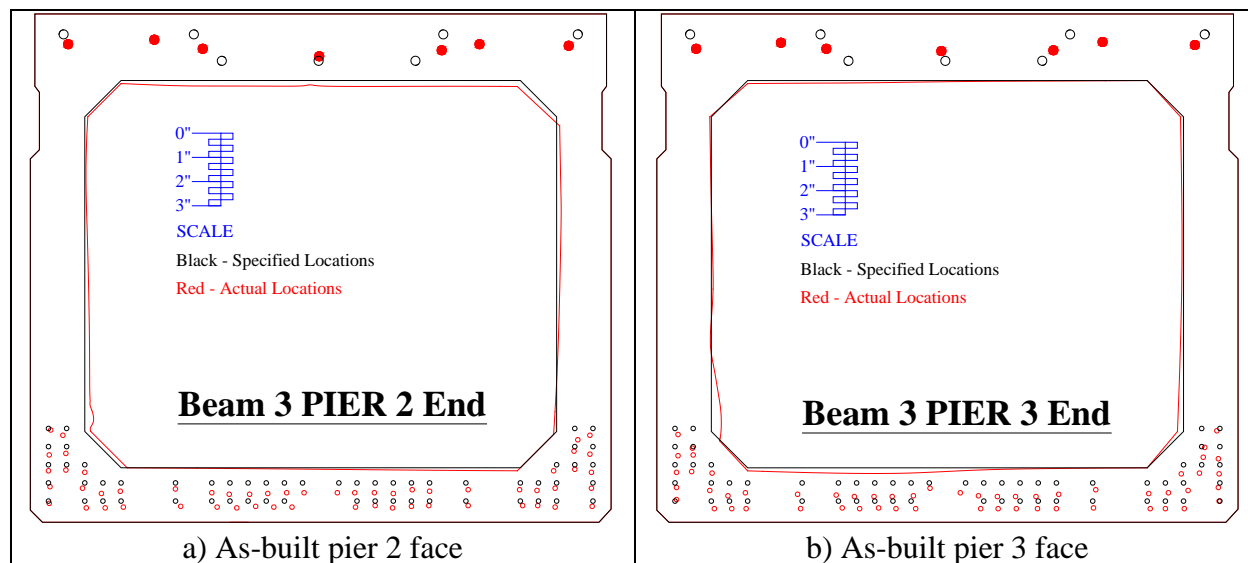 0"
1"
2"
3"
SCALE
Black - Specified Locations
Red - Actual Locations
Beam 3 PIER 2 End
a) As-built pier 2 face
0"
1"
2"
3"
SCALE
Black - Specified Locations
Red - Actual Locations
Beam 3 PIER 3 End
b) As-built pier 3 face